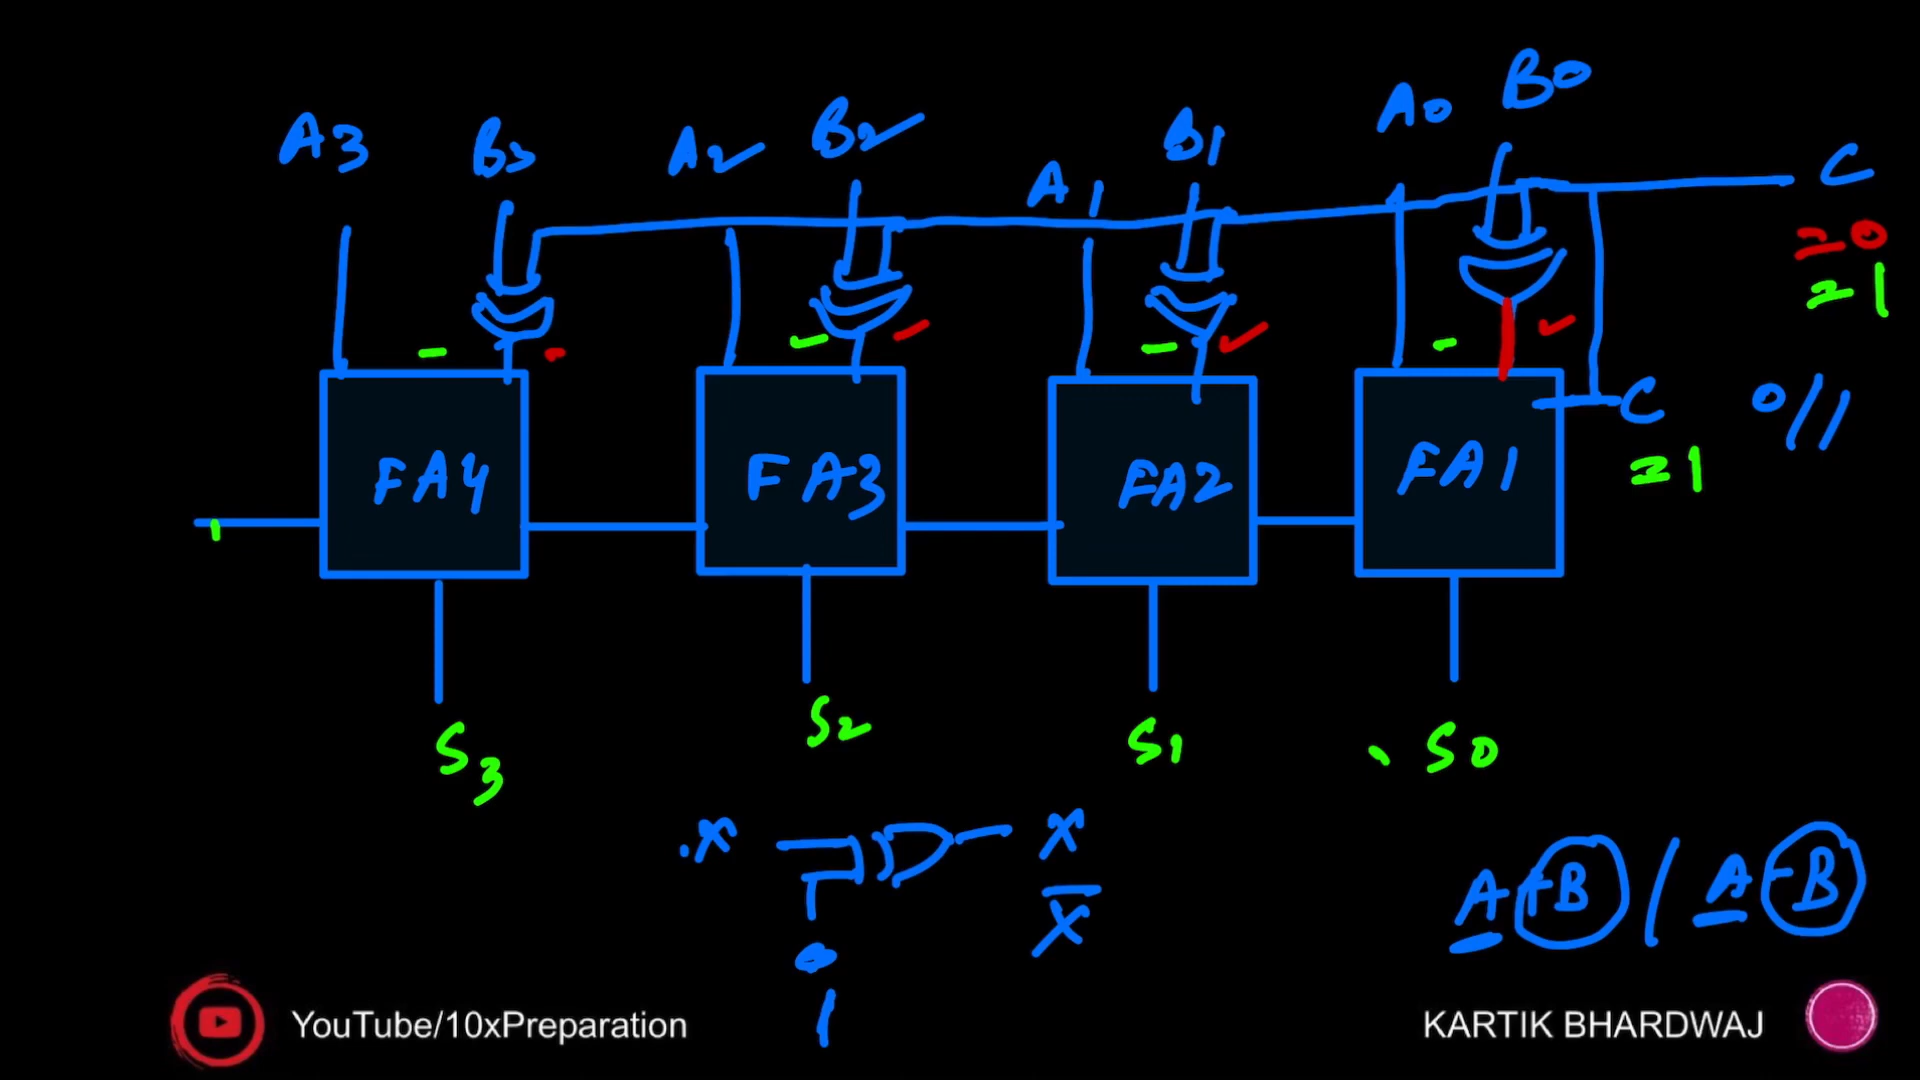 A3 B3 A2 B2 A1 B1 A0 B0 C
=0
=1
FA4 FA3 FA2 FA1 C 0/1
=1
1
S3 S2 S1 S0
X X
X̅
0
1
A+B / A-B
YouTube/10xPreparation
KARTIK BHARDWAJ